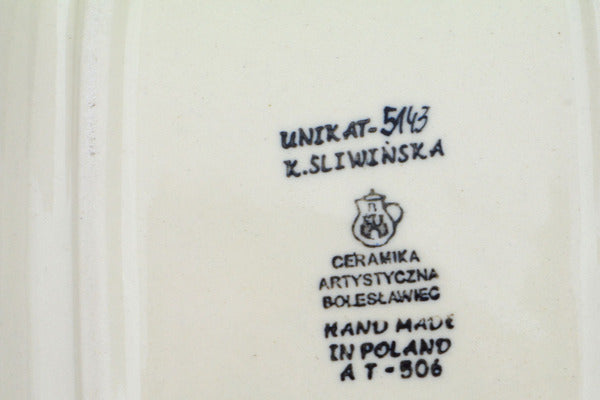 UNIKAT-5143
K.SLIWIŃSKA
CERAMIKA
ARTYSTYCZNA
BOLESŁAWIEC
HAND MADE
IN POLAND
A T - 506